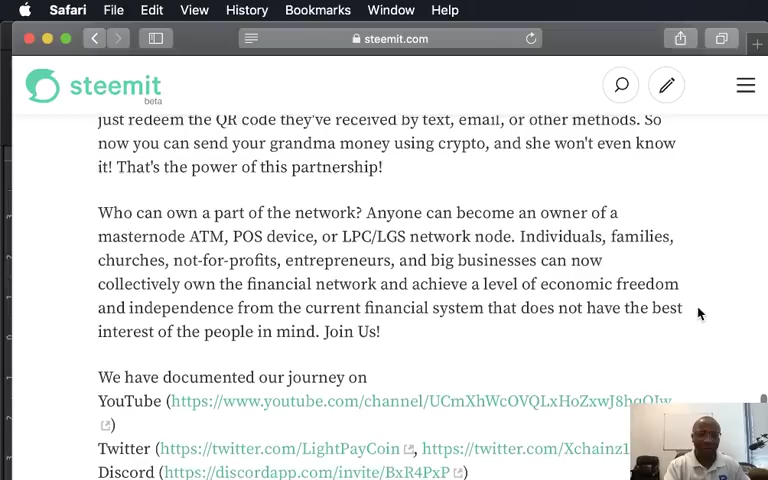 Safari File Edit View History Bookmarks Window Help
steemit.com
steemit
beta
just redeem the QR code they've received by text, email, or other methods. So
now you can send your grandma money using crypto, and she won't even know
it! That's the power of this partnership!
Who can own a part of the network? Anyone can become an owner of a
masternode ATM, POS device, or LPC/LGS network node. Individuals, families,
churches, not-for-profits, entrepreneurs, and big businesses can now
collectively own the financial network and achieve a level of economic freedom
and independence from the current financial system that does not have the best
interest of the people in mind. Join Us!
We have documented our journey on
YouTube (https://www.youtube.com/channel/UCmXhWcOVQLxHoZxwJ8hqQIw
)
Twitter (https://twitter.com/LightPayCoin, https://twitter.com/Xchainz1
Discord (https://discordapp.com/invite/BxR4PxP)